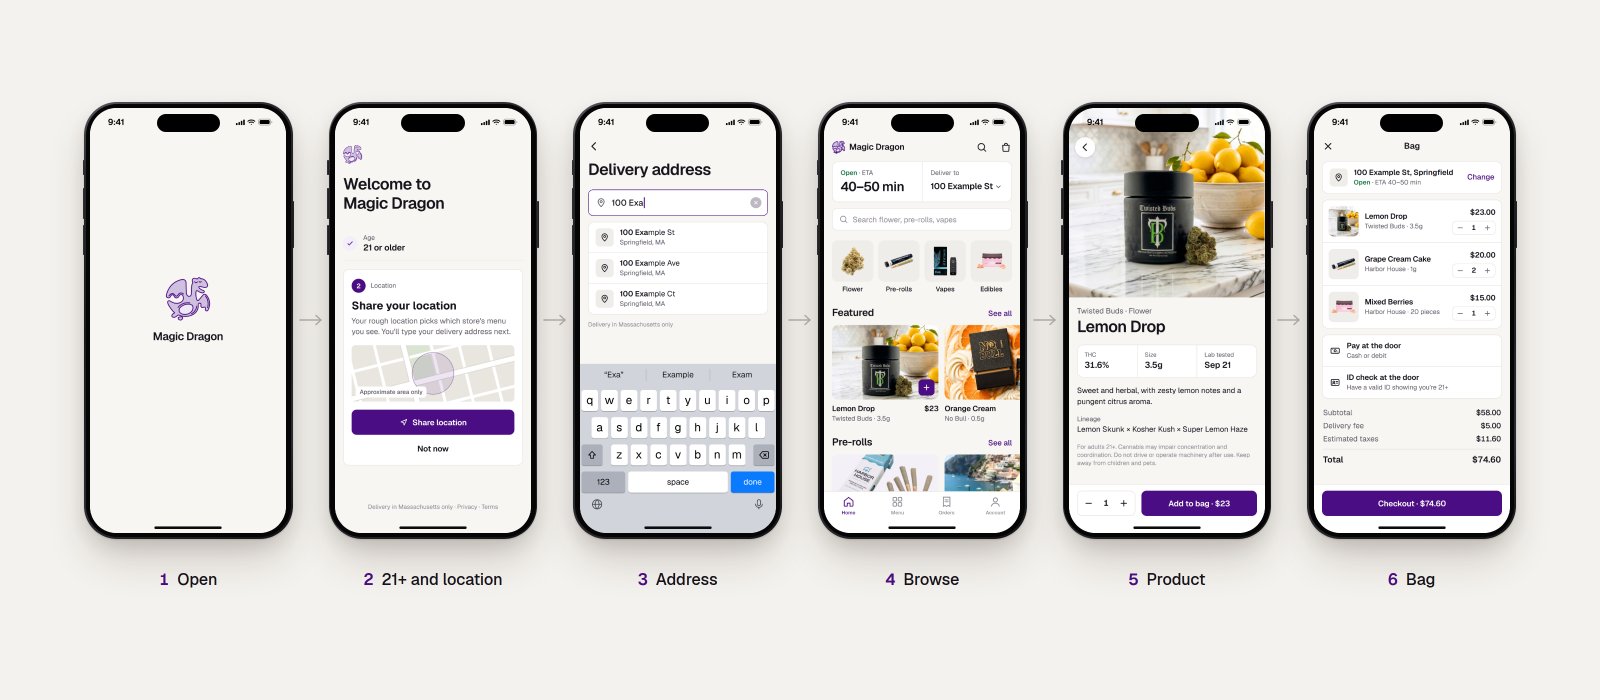 9:41
Magic Dragon
1 Open
9:41
Welcome to
Magic Dragon
Age
21 or older
2 Location
Share your location
Your rough location picks which store's menu
you see. You'll type your delivery address next.
Approximate area only
Share location
Not now
Delivery in Massachusetts only · Privacy · Terms
2 21+ and location
9:41
Delivery address
100 Exa
100 Example St
Springfield, MA
100 Example Ave
Springfield, MA
100 Example Ct
Springfield, MA
Delivery in Massachusetts only
"Exa" Example Exam
q w e r t y u i o p
a s d f g h j k l
z x c v b n m
123 space done
3 Address
9:41
Magic Dragon
Open · ETA
40–50 min
Deliver to
100 Example St
Search flower, pre-rolls, vapes
Flower Pre-rolls Vapes Edibles
Featured See all
Twisted Buds
Lemon Drop $23
Twisted Buds · 3.5g
NO BULL
Orange Cream
No Bull · 0.5g
Pre-rolls See all
HARBOR
HOUSE
Home Menu Orders Account
4 Browse
9:41
Twisted Buds
Twisted Buds · Flower
Lemon Drop
THC
31.6%
Size
3.5g
Lab tested
Sep 21
Sweet and herbal, with zesty lemon notes and a
pungent citrus aroma.
Lineage
Lemon Skunk × Kosher Kush × Super Lemon Haze
For adults 21+. Cannabis may impair concentration and
coordination. Do not drive or operate machinery after use. Keep
away from children and pets.
1
Add to bag · $23
5 Product
9:41
Bag
100 Example St, Springfield
Open · ETA 40–50 min
Change
Lemon Drop $23.00
Twisted Buds · 3.5g 1
Grape Cream Cake $20.00
Harbor House · 1g 2
Mixed Berries $15.00
Harbor House · 20 pieces 1
Pay at the door
Cash or debit
ID check at the door
Have a valid ID showing you're 21+
Subtotal $58.00
Delivery fee $5.00
Estimated taxes $11.60
Total $74.60
Checkout · $74.60
6 Bag